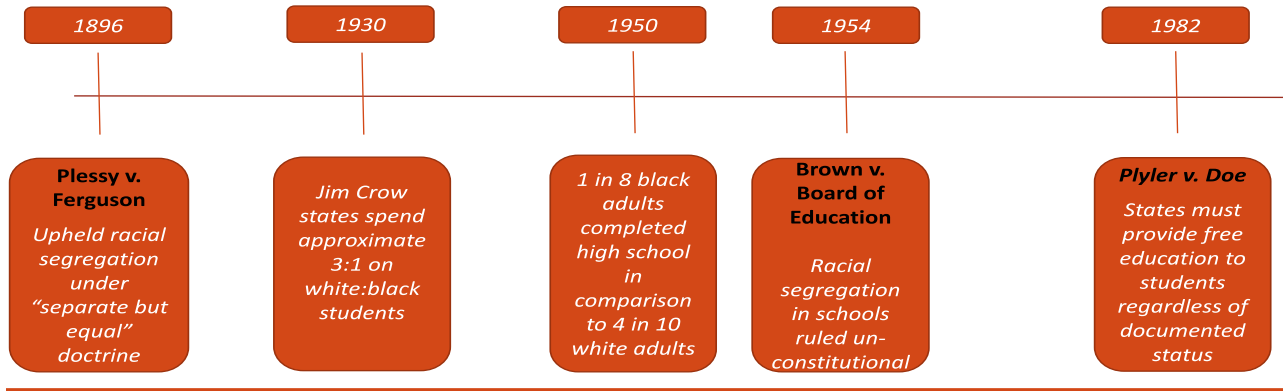 1896
1930
1950
1954
1982
Plessy v.
Ferguson
Upheld racial
segregation
under
“separate but
equal”
doctrine
Jim Crow
states spend
approximate
3:1 on
white:black
students
1 in 8 black
adults
completed
high school
in
comparison
to 4 in 10
white adults
Brown v.
Board of
Education
Racial
segregation
in schools
ruled un-
constitutional
Plyler v. Doe
States must
provide free
education to
students
regardless of
documented
status